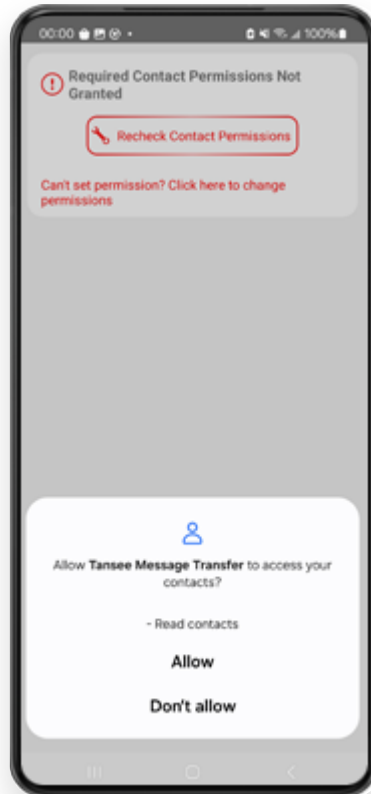 00:00
100%
Required Contact Permissions Not
Granted
Recheck Contact Permissions
Can't set permission? Click here to change
permissions
Allow Tansee Message Transfer to access your
contacts?
- Read contacts
Allow
Don't allow